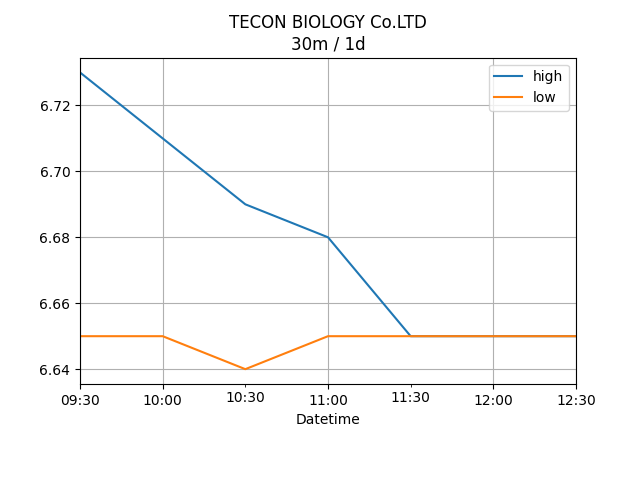 TECON BIOLOGY Co.LTD
30m / 1d
high
low
6.72
6.70
6.68
6.66
6.64
09:30 10:00 10:30 11:00 11:30 12:00 12:30
Datetime